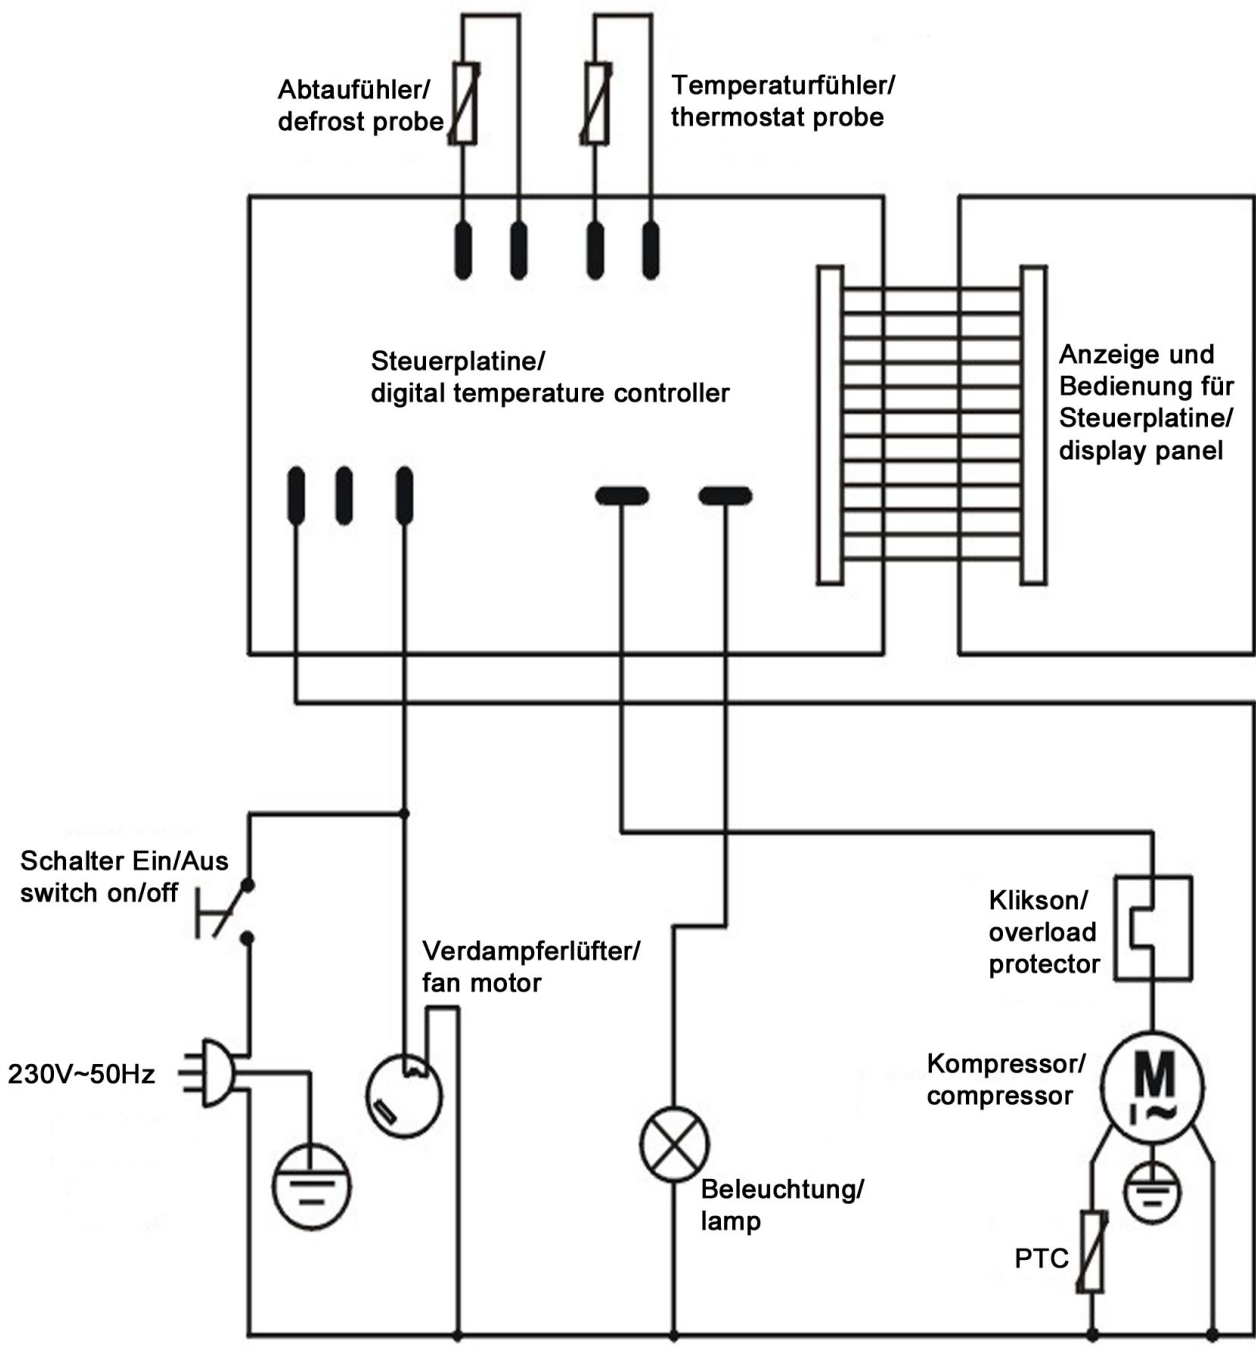 Abtaufühler/
defrost probe
Temperaturfühler/
thermostat probe
Steuerplatine/
digital temperature controller
Anzeige und
Bedienung für
Steuerplatine/
display panel
Schalter Ein/Aus
switch on/off
Verdampferlüfter/
fan motor
Klikson/
overload
protector
230V~50Hz
Kompressor/
compressor
M
I ~
Beleuchtung/
lamp
PTC